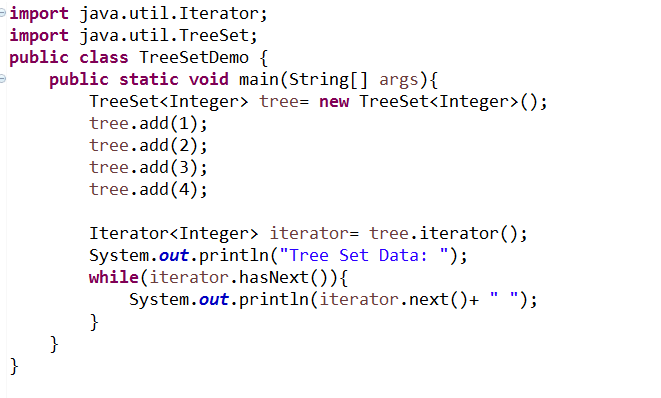 import java.util.Iterator;
import java.util.TreeSet;
public class TreeSetDemo {
    public static void main(String[] args){
        TreeSet<Integer> tree= new TreeSet<Integer>();
        tree.add(1);
        tree.add(2);
        tree.add(3);
        tree.add(4);

        Iterator<Integer> iterator= tree.iterator();
        System.out.println("Tree Set Data: ");
        while(iterator.hasNext()){
            System.out.println(iterator.next()+ " ");
        }
    }
}